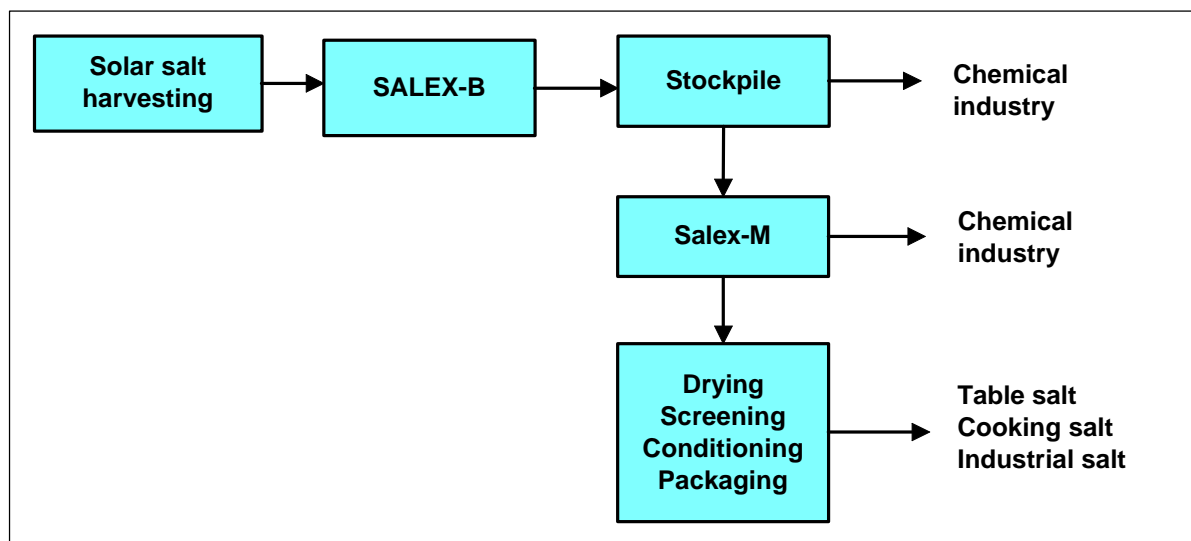 Solar salt
harvesting
SALEX-B
Stockpile
Chemical
industry
Salex-M
Chemical
industry
Drying
Screening
Conditioning
Packaging
Table salt
Cooking salt
Industrial salt